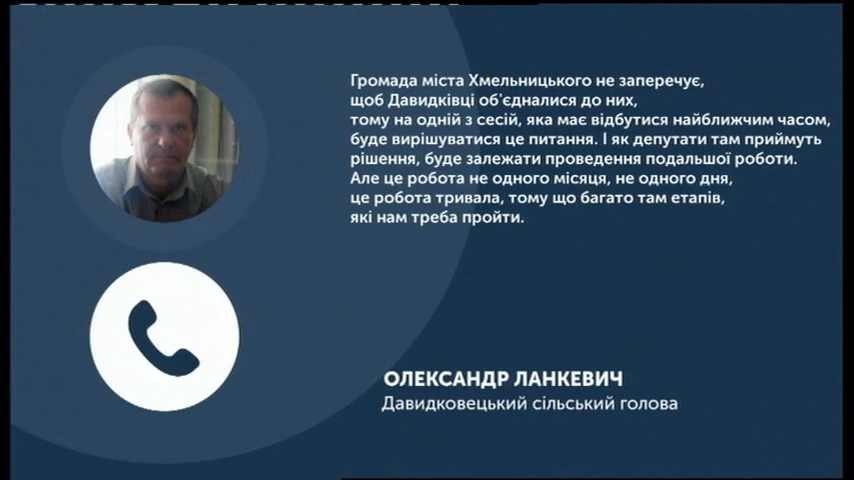 Громада міста Хмельницького не заперечує,
щоб Давидківці об'єдналися до них,
тому на одній з сесій, яка має відбутися найближчим часом,
буде вирішуватися це питання. І як депутати там приймуть
рішення, буде залежати проведення подальшої роботи.
Але це робота не одного місяця, не одного дня,
це робота тривала, тому що багато там етапів,
які нам треба пройти.
ОЛЕКСАНДР ЛАНКЕВИЧ
Давидковецький сільський голова